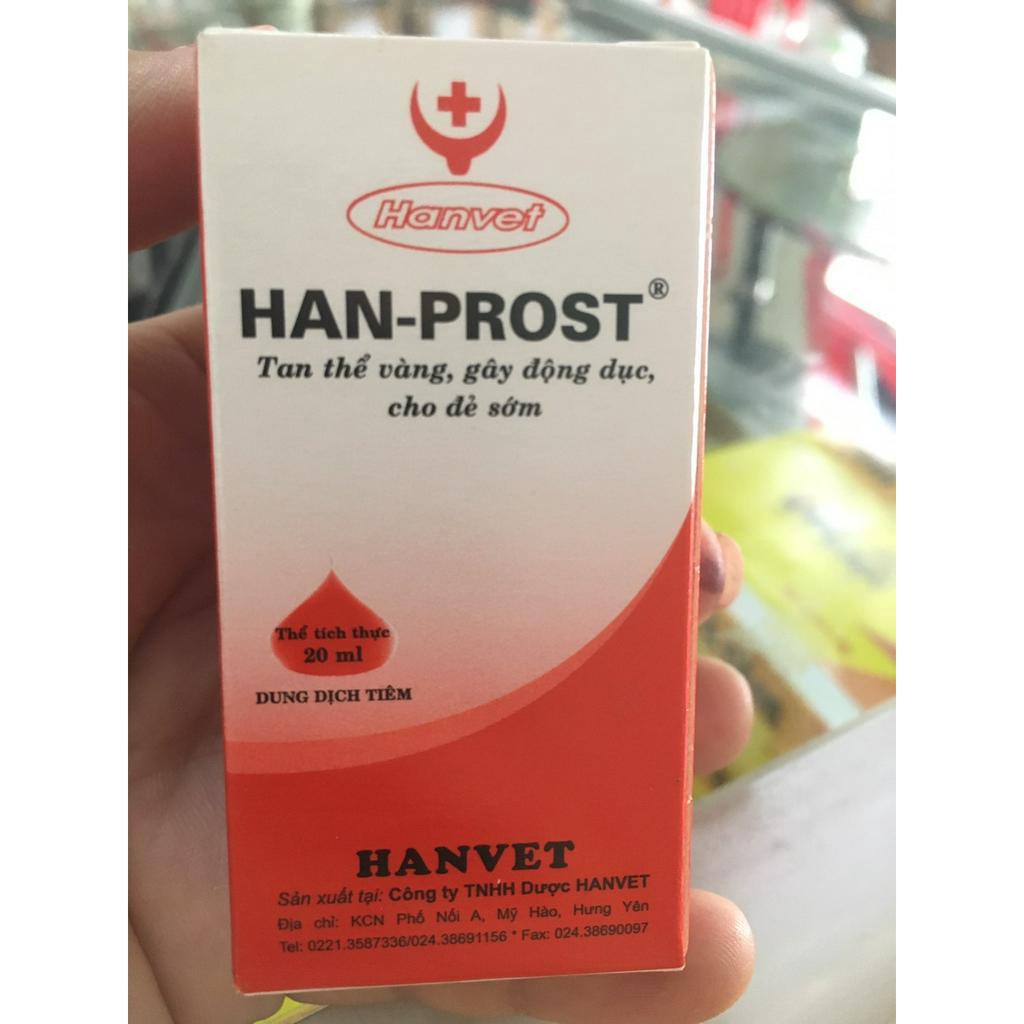 Hanvet
HAN-PROST®
Tan thể vàng, gây động dục,
cho đẻ sớm
Thể tích thực
20 ml
DUNG DỊCH TIÊM
HANVET
Sản xuất tại: Công ty TNHH Dược HANVET
Địa chỉ: KCN Phố Nối A, Mỹ Hào, Hưng Yên
Tel: 0221.3587336/024.38691156 * Fax: 024.38690097